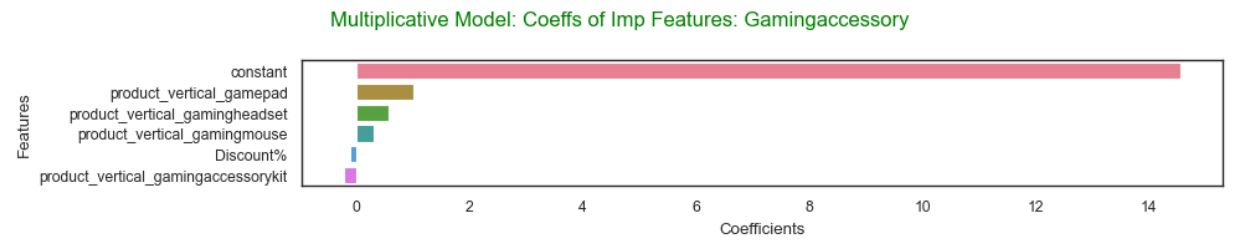 Multiplicative Model: Coeffs of Imp Features: Gamingaccessory
Features
constant
product_vertical_gamepad
product_vertical_gamingheadset
product_vertical_gamingmouse
Discount%
product_vertical_gamingaccessorykit
0 2 4 6 8 10 12 14
Coefficients